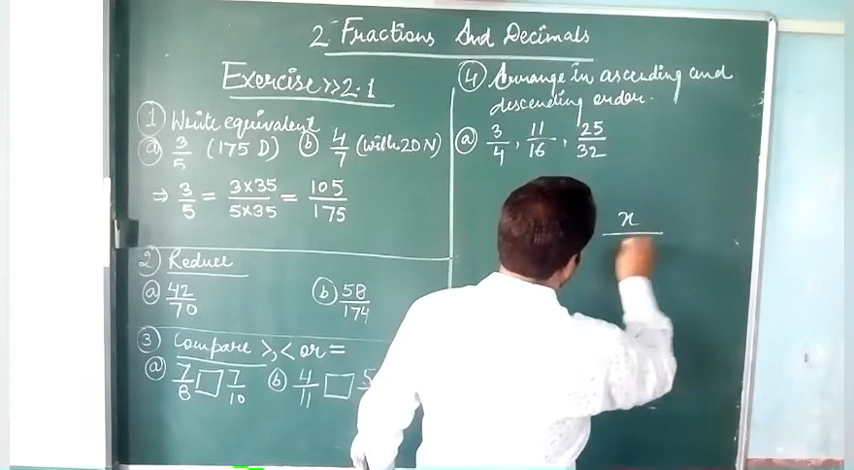 2 Fractions And Decimals
Exercise >> 2.1
① Write equivalent
ⓐ 3/5 (175 D) ⓑ 4/7 (with 20 N)
⇒ 3/5 = 3×35/5×35 = 105/175
② Reduce
ⓐ 42/70 ⓑ 58/174
③ Compare >, < or =
ⓐ 7/8 □ 7/10 ⓑ 4/11 □ 5
④ Arrange in ascending and
descending order.
ⓐ 3/4, 11/16, 25/32
x